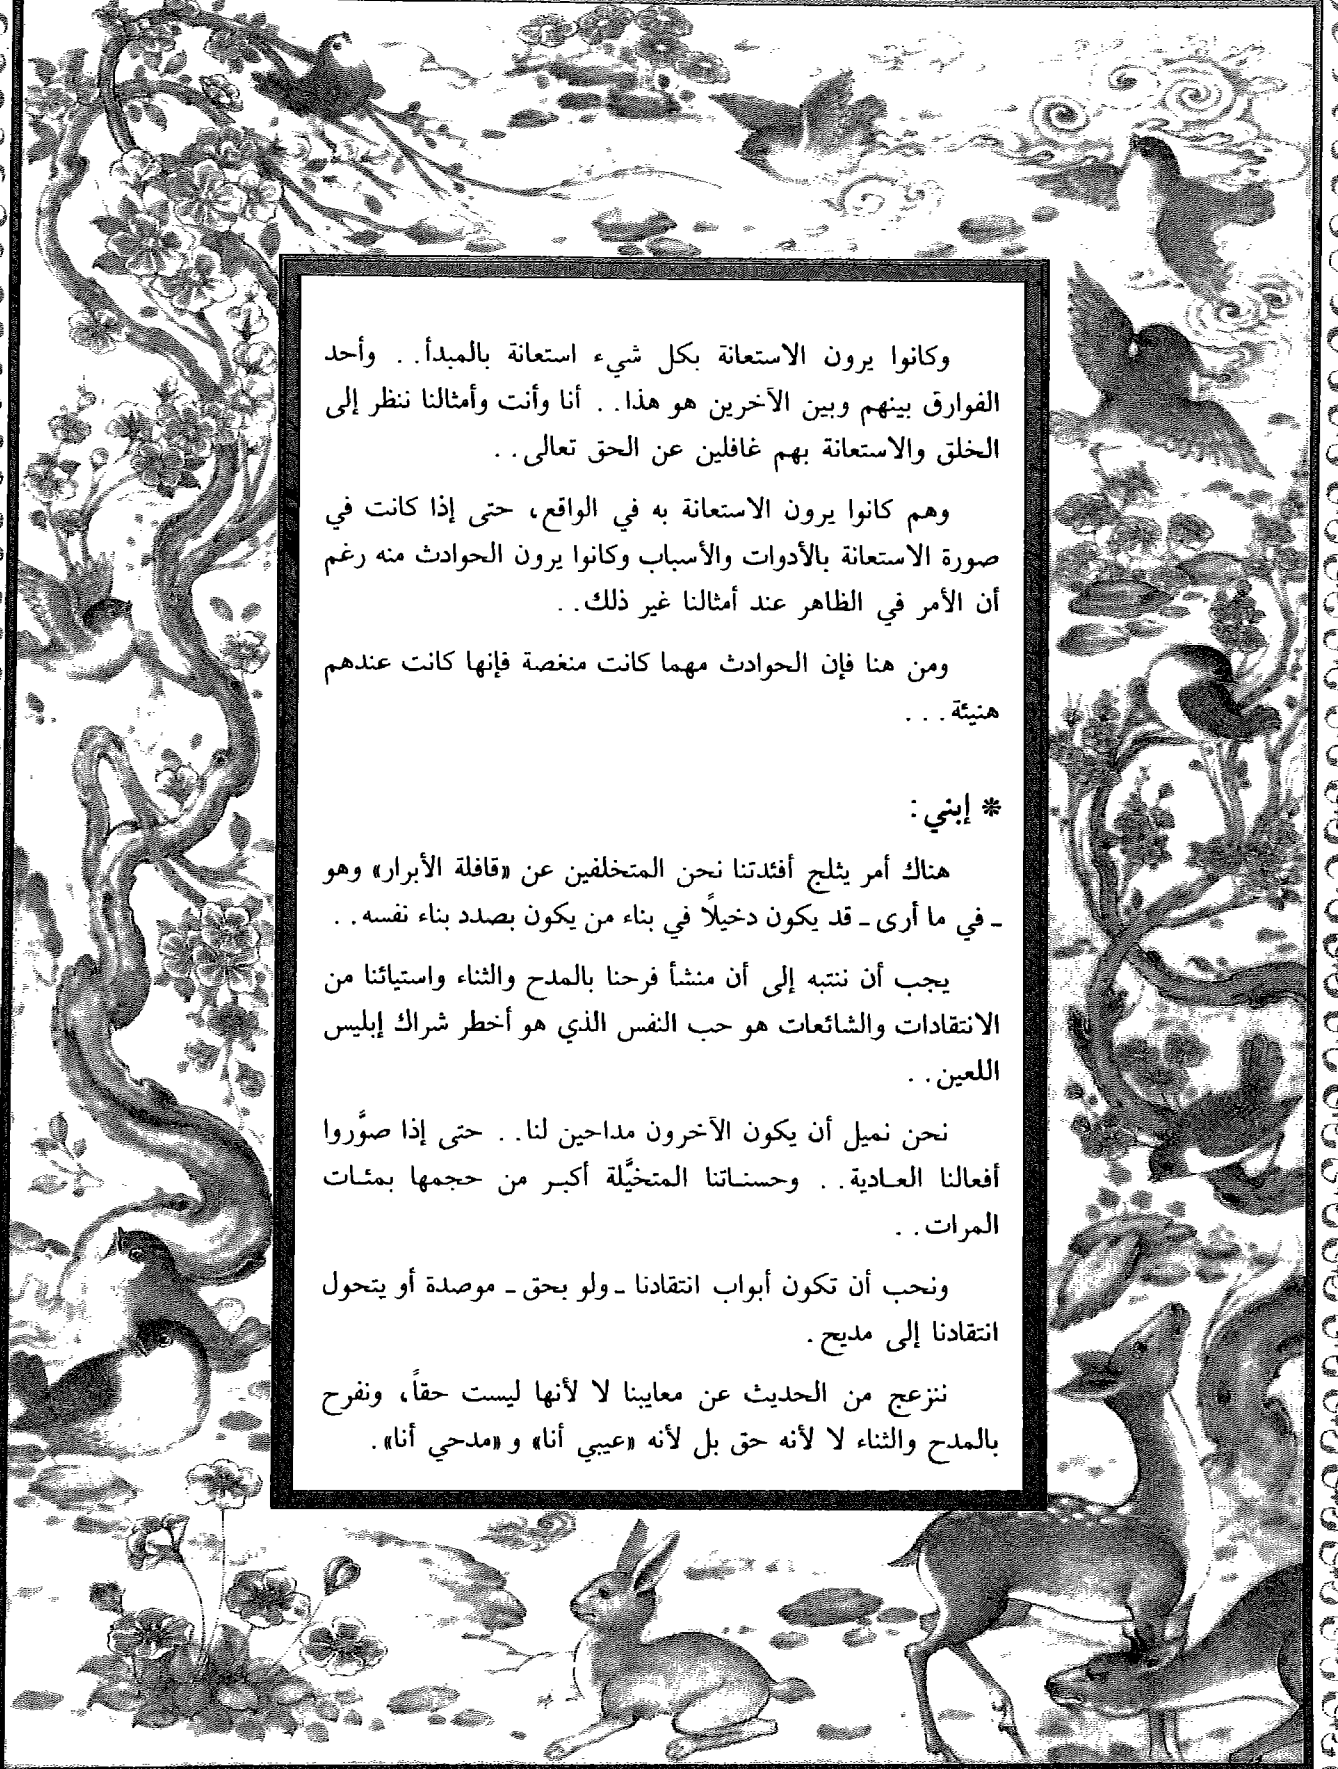 وكانوا يرون الاستعانة بكل شيء استعانة بالمبدأ. . وأحد
الفوارق بينهم وبين الآخرين هو هذا. . أنا وأنت وأمثالنا ننظر إلى
الخلق والاستعانة بهم غافلين عن الحق تعالى. .
وهم كانوا يرون الاستعانة به في الواقع، حتى إذا كانت في
صورة الاستعانة بالأدوات والأسباب وكانوا يرون الحوادث منه رغم
أن الأمر في الظاهر عند أمثالنا غير ذلك. .
ومن هنا فإن الحوادث مهما كانت منغصة فإنها كانت عندهم
هنيئة. . .
* إبني:
هناك أمر يثلج أفئدتنا نحن المتخلفين عن «قافلة الأبرار» وهو
ـ في ما أرى ـ قد يكون دخيلًا في بناء من يكون بصدد بناء نفسه. .
يجب أن ننتبه إلى أن منشأ فرحنا بالمدح والثناء واستيائنا من
الانتقادات والشائعات هو حب النفس الذي هو أخطر شراك إبليس
اللعين. .
نحن نميل أن يكون الآخرون مداحين لنا. . حتى إذا صوَّروا
أفعالنا العـادية. . وحسنـاتنا المتخيَّلة أكبـر من حجمها بمئـات
المرات. .
ونحب أن تكون أبواب انتقادنا ـ ولو بحق ـ موصدة أو يتحول
انتقادنا إلى مديح.
ننزعج من الحديث عن معايبنا لا لأنها ليست حقاً، ونفرح
بالمدح والثناء لا لأنه حق بل لأنه «عيبي أنا» و «مدحي أنا».